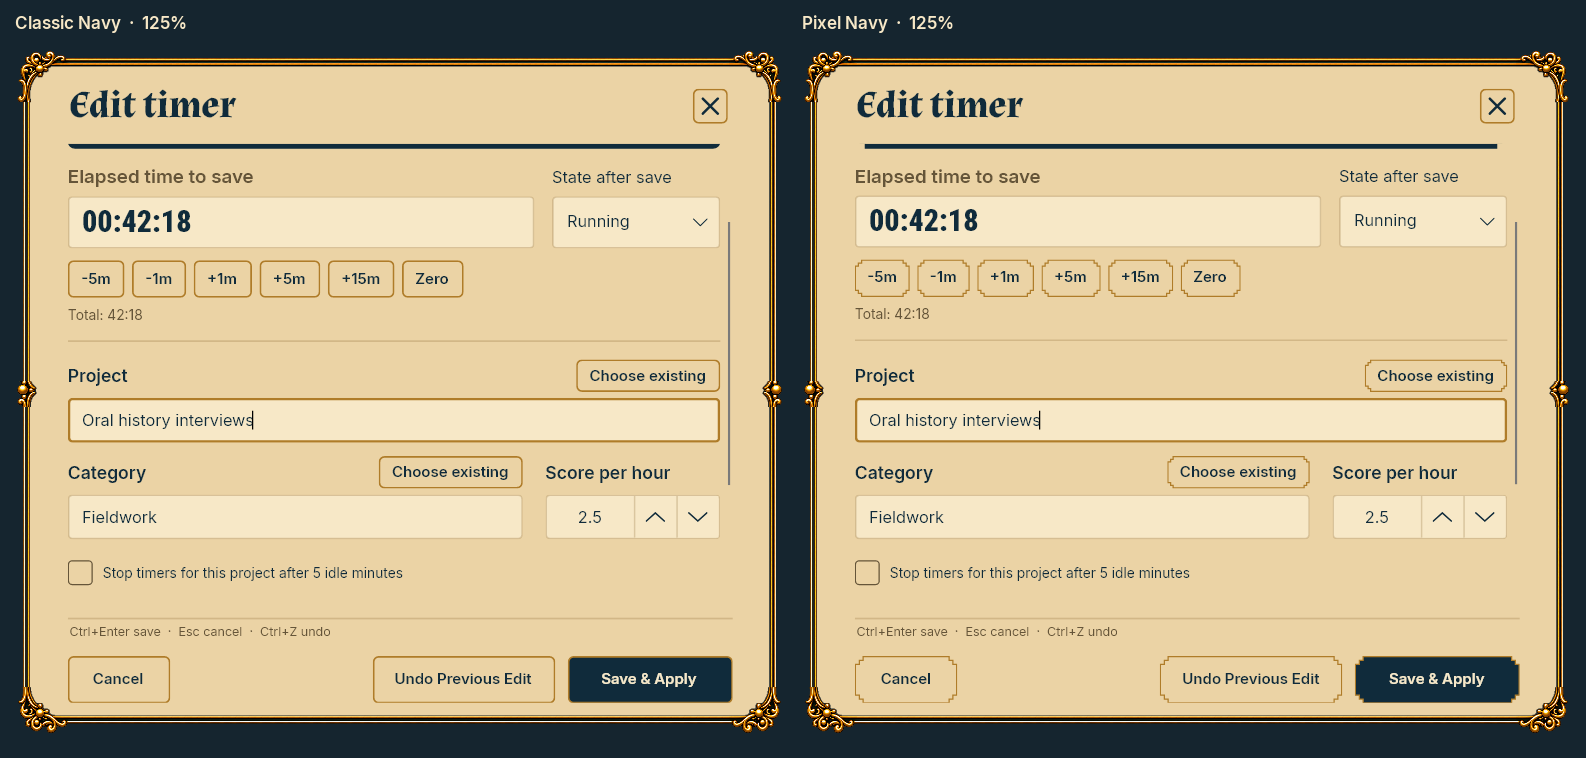 Classic Navy · 125%
Edit timer
Elapsed time to save
State after save
00:42:18
Running
-5m
-1m
+1m
+5m
+15m
Zero
Total: 42:18
Project
Choose existing
Oral history interviews
Category
Choose existing
Score per hour
Fieldwork
2.5
Stop timers for this project after 5 idle minutes
Ctrl+Enter save · Esc cancel · Ctrl+Z undo
Cancel
Undo Previous Edit
Save & Apply
Pixel Navy · 125%
Edit timer
Elapsed time to save
State after save
00:42:18
Running
-5m
-1m
+1m
+5m
+15m
Zero
Total: 42:18
Project
Choose existing
Oral history interviews
Category
Choose existing
Score per hour
Fieldwork
2.5
Stop timers for this project after 5 idle minutes
Ctrl+Enter save · Esc cancel · Ctrl+Z undo
Cancel
Undo Previous Edit
Save & Apply